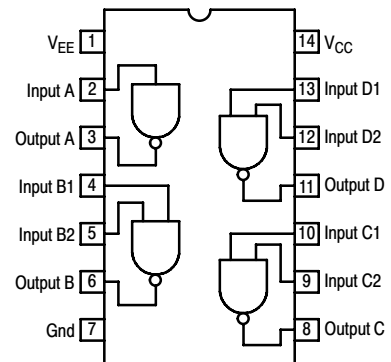 VEE 1 14 VCC
Input A 2 13 Input D1
Output A 3 12 Input D2
Input B1 4 11 Output D
Input B2 5 10 Input C1
Output B 6 9 Input C2
Gnd 7 8 Output C